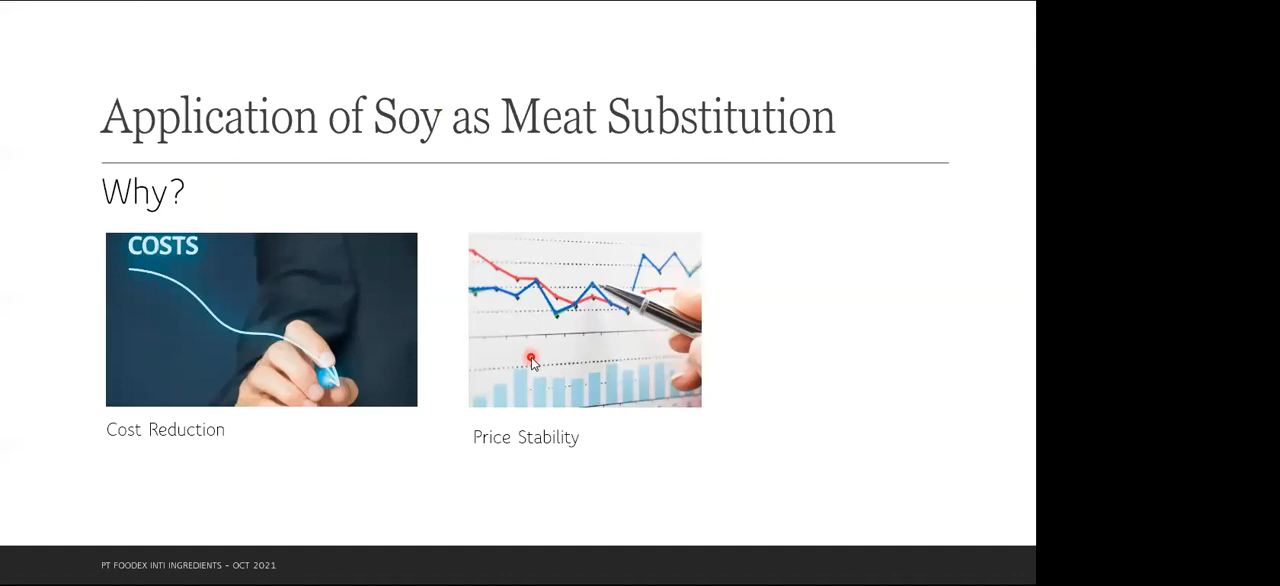 Application of Soy as Meat Substitution
Why?
COSTS
Cost Reduction
Price Stability
PT FOODEX INTI INGREDIENTS – OCT 2021